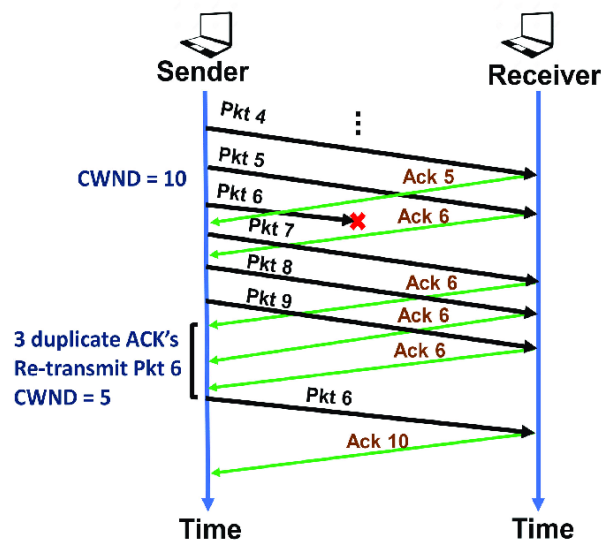 Sender
Receiver
Pkt 4
⋮
Pkt 5
CWND = 10
Ack 5
Pkt 6
Ack 6
Pkt 7
Pkt 8
Ack 6
Pkt 9
Ack 6
3 duplicate ACK's
Re-transmit Pkt 6
CWND = 5
Ack 6
Pkt 6
Ack 10
Time
Time